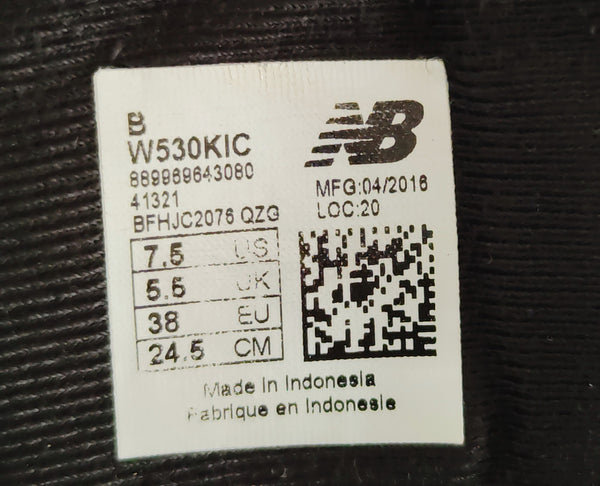 B
W530KIC
889969643080
41321
BFHJC2076 QZG
NB
MFG:04/2016
LOC:20
7.5 US
5.5 UK
38 EU
24.5 CM
Made in Indonesia
Fabrique en Indonesie